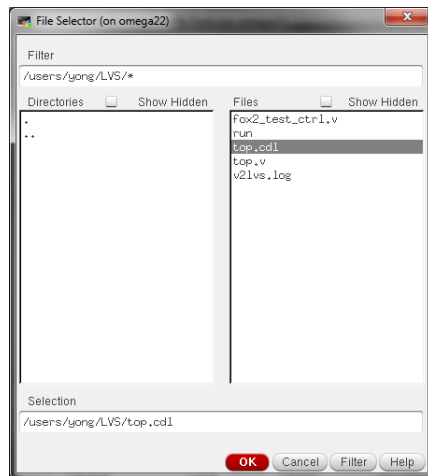 File Selector (on omega22)
Filter
/users/yong/LVS/*
Directories Show Hidden Files Show Hidden
.
..
fox2_test_ctrl.v
run
top.cdl
top.v
v2lvs.log
Selection
/users/yong/LVS/top.cdl
OK Cancel Filter Help